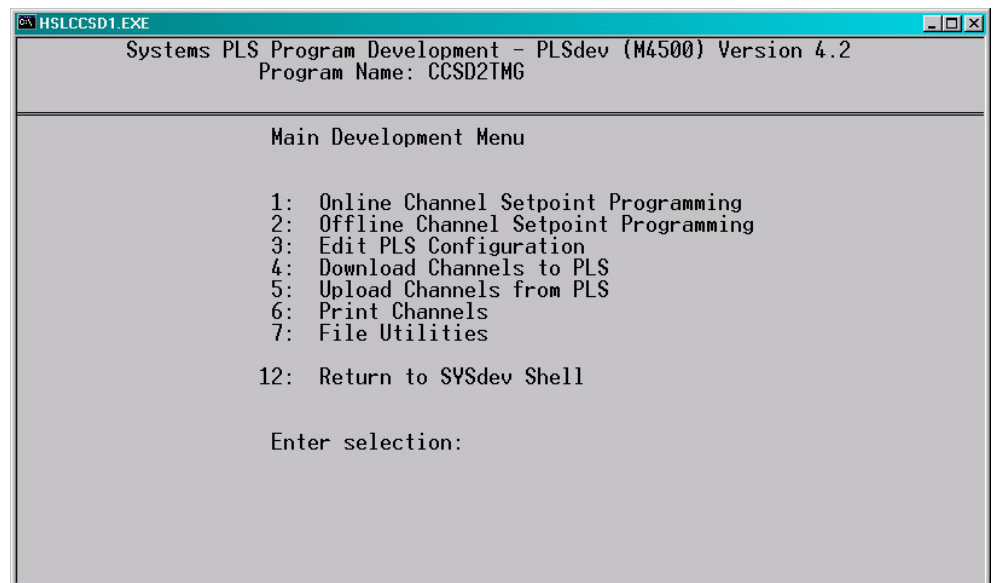 HSLCCSD1.EXE
Systems PLS Program Development - PLSdev (M4500) Version 4.2
Program Name: CCSD2TMG
Main Development Menu
1: Online Channel Setpoint Programming
2: Offline Channel Setpoint Programming
3: Edit PLS Configuration
4: Download Channels to PLS
5: Upload Channels from PLS
6: Print Channels
7: File Utilities
12: Return to SYSdev Shell
Enter selection: